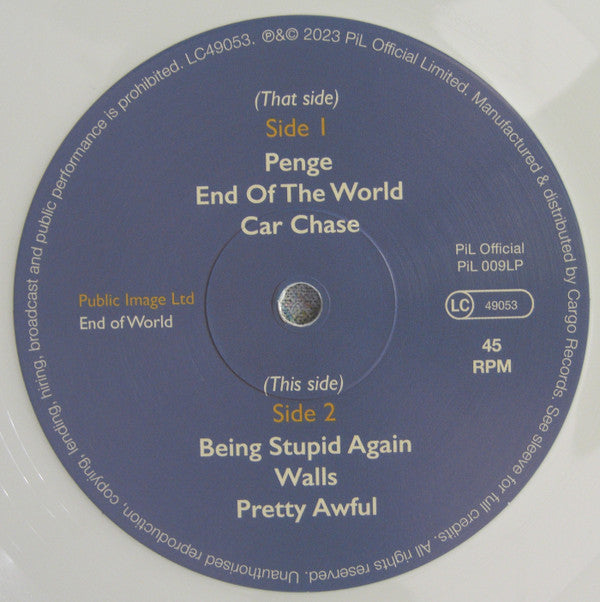 (That side)
Side 1
Penge
End Of The World
Car Chase
Public Image Ltd
End of World
PiL Official
PiL 009LP
LC 49053
45
RPM
(This side)
Side 2
Being Stupid Again
Walls
Pretty Awful
℗&© 2023 PiL Official Limited. Manufactured & distributed by Cargo Records. See sleeve for full credits. All rights reserved. Unauthorised reproduction, copying, lending, hiring, broadcast and public performance is prohibited. LC49053.